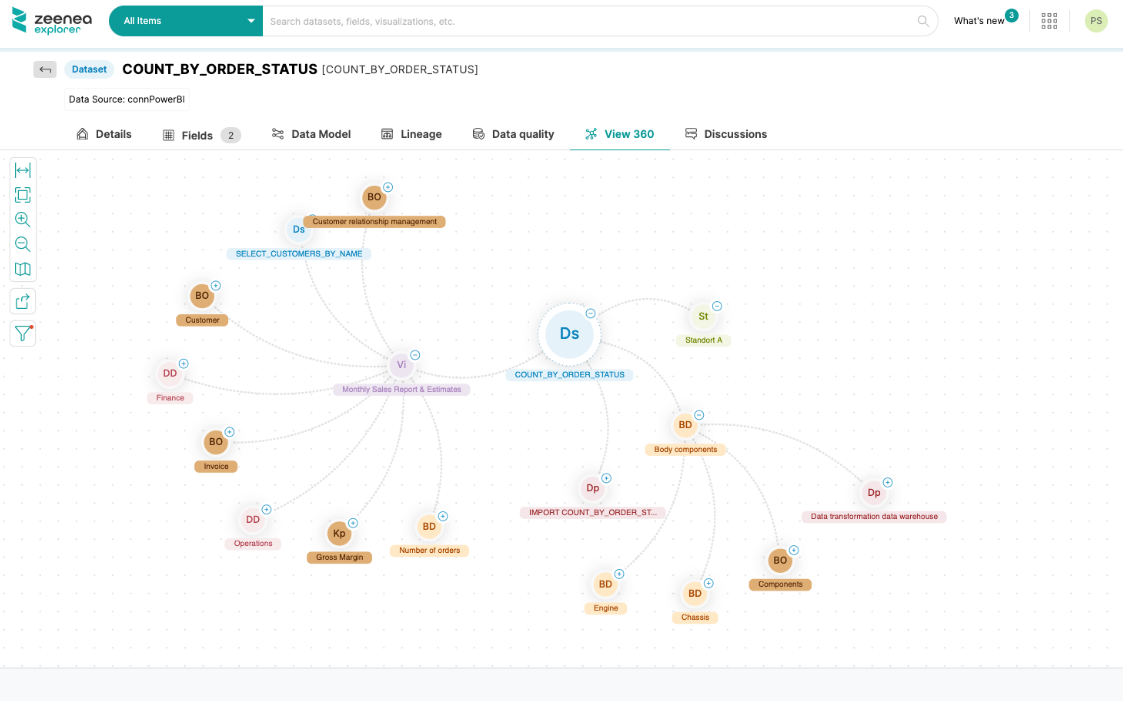 zeenea
explorer
All Items
Search datasets, fields, visualizations, etc.
What's new
3
PS
Dataset
COUNT_BY_ORDER_STATUS [COUNT_BY_ORDER_STATUS]
Data Source: connPowerBI
Details
Fields 2
Data Model
Lineage
Data quality
View 360
Discussions
BO
Customer relationship management
Ds
SELECT_CUSTOMERS_BY_NAME
BO
Customer
Ds
COUNT_BY_ORDER_STATUS
St
Standort A
Vi
Monthly Sales Report & Estimates
DD
Finance
BO
Invoice
BD
Body components
Dp
IMPORT COUNT_BY_ORDER_ST...
Dp
Data transformation data warehouse
DD
Operations
Kp
Gross Margin
BD
Number of orders
BO
Components
BD
Engine
BD
Chassis